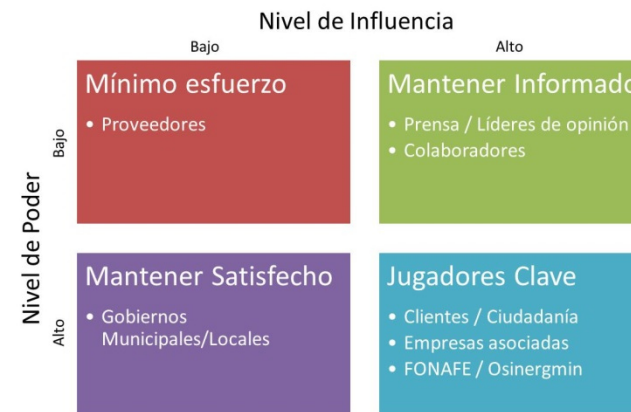 Nivel de Influencia
Bajo
Alto
Nivel de Poder
Bajo
Mínimo esfuerzo
• Proveedores
Mantener Informado
• Prensa / Líderes de opinión
• Colaboradores
Alto
Mantener Satisfecho
• Gobiernos
Municipales/Locales
Jugadores Clave
• Clientes / Ciudadanía
• Empresas asociadas
• FONAFE / Osinergmin